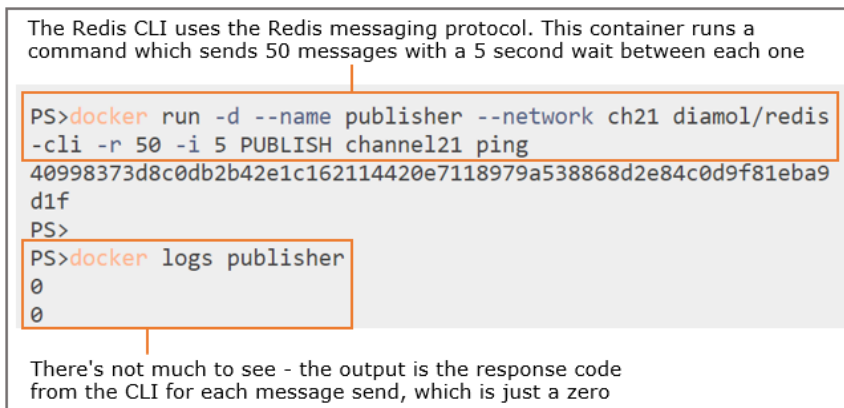 The Redis CLI uses the Redis messaging protocol. This container runs a
command which sends 50 messages with a 5 second wait between each one
PS>docker run -d --name publisher --network ch21 diamol/redis
-cli -r 50 -i 5 PUBLISH channel21 ping
40998373d8c0db2b42e1c162114420e7118979a538868d2e84c0d9f81eba9
d1f
PS>
PS>docker logs publisher
0
0
There's not much to see - the output is the response code
from the CLI for each message send, which is just a zero